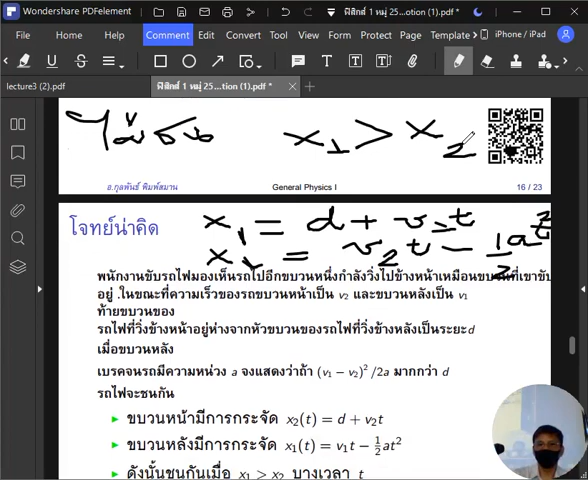 Wondershare PDFelement
ฟิสิกส์ 1 หมู่ 25...otion (1).pdf *
Home Help Comment Edit Convert View Organize Tools Form Protect Page Template iPhone / iPad
lecture3 (2).pdf ฟิสิกส์ 1 หมู่ 25...otion (1).pdf *
x₁ > x₂
อ.กุลพันธ์ พิมพ์สมาน General Physics I 16 / 23
โจทย์น่าคิด
x₁ = d + v₂t
= v₂t − ½at²
พนักงานขับรถไฟมองเห็นรถไปอีกขบวนหนึ่งกำลังวิ่งไปข้างหน้าเหมือนขบวนที่เขาขับ
อยู่ .ในขณะที่ความเร็วของรถขบวนหน้าเป็น v₂ และขบวนหลังเป็น v₁
ท้ายขบวนของ
รถไฟที่วิ่งข้างหน้าอยู่ห่างจากหัวขบวนของรถไฟที่วิ่งข้างหลังเป็นระยะ d
เมื่อขบวนหลัง
เบรคจนรถมีความหน่วง a จงแสดงว่าถ้า (v₁ − v₂)²/2a มากกว่า d
รถไฟจะชนกัน
ขบวนหน้ามีการกระจัด x₂(t) = d + v₂t
ขบวนหลังมีการกระจัด x₁(t) = v₁t − ½at²
ดังนั้นชนกันเมื่อ x₁ > x₂ บางเวลา t